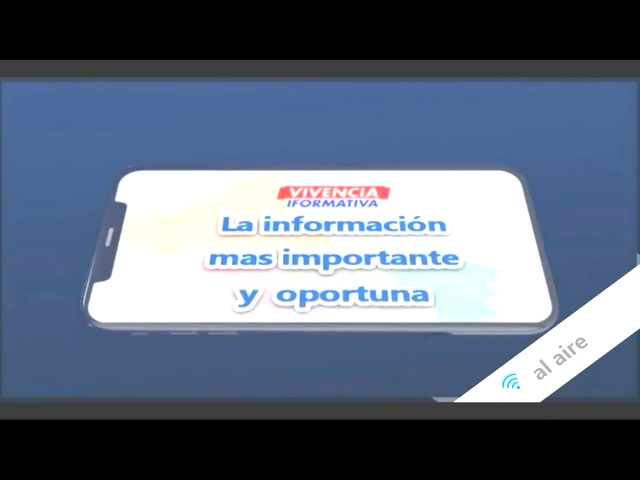 VIVENCIA
IFORMATIVA
La información
mas importante
y oportuna
al aire